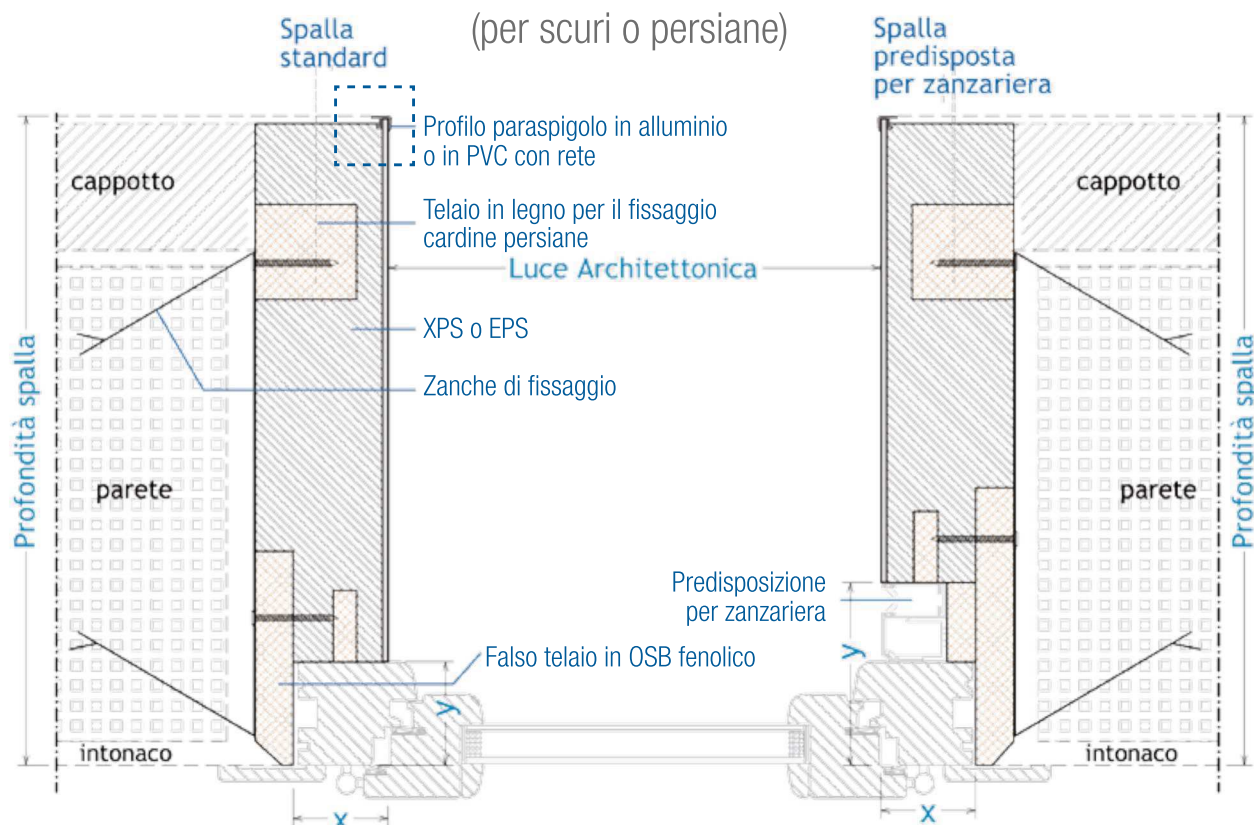 (per scuri o persiane)
Spalla
standard
Spalla
predisposta
per zanzariera
Profilo paraspigolo in alluminio
o in PVC con rete
cappotto
cappotto
Telaio in legno per il fissaggio
cardine persiane
Luce Architettonica
XPS o EPS
Zanche di fissaggio
Profondità spalla
Profondità spalla
parete
parete
Predisposizione
per zanzariera
Falso telaio in OSB fenolico
y
y
intonaco
intonaco
x
x